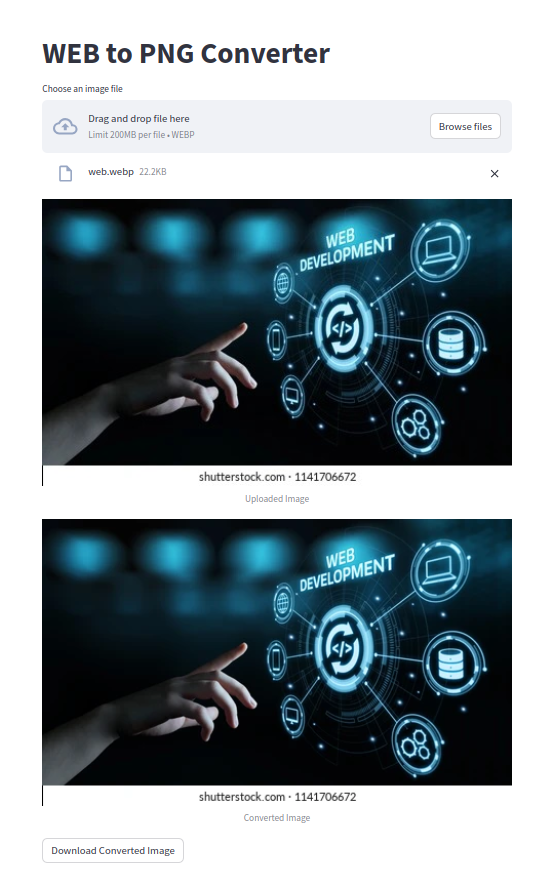 WEB to PNG Converter
Choose an image file
Drag and drop file here
Limit 200MB per file • WEBP
Browse files
web.webp 22.2KB
WEB
DEVELOPMENT
</>
shutterstock.com · 1141706672
Uploaded Image
WEB
DEVELOPMENT
</>
shutterstock.com · 1141706672
Converted Image
Download Converted Image